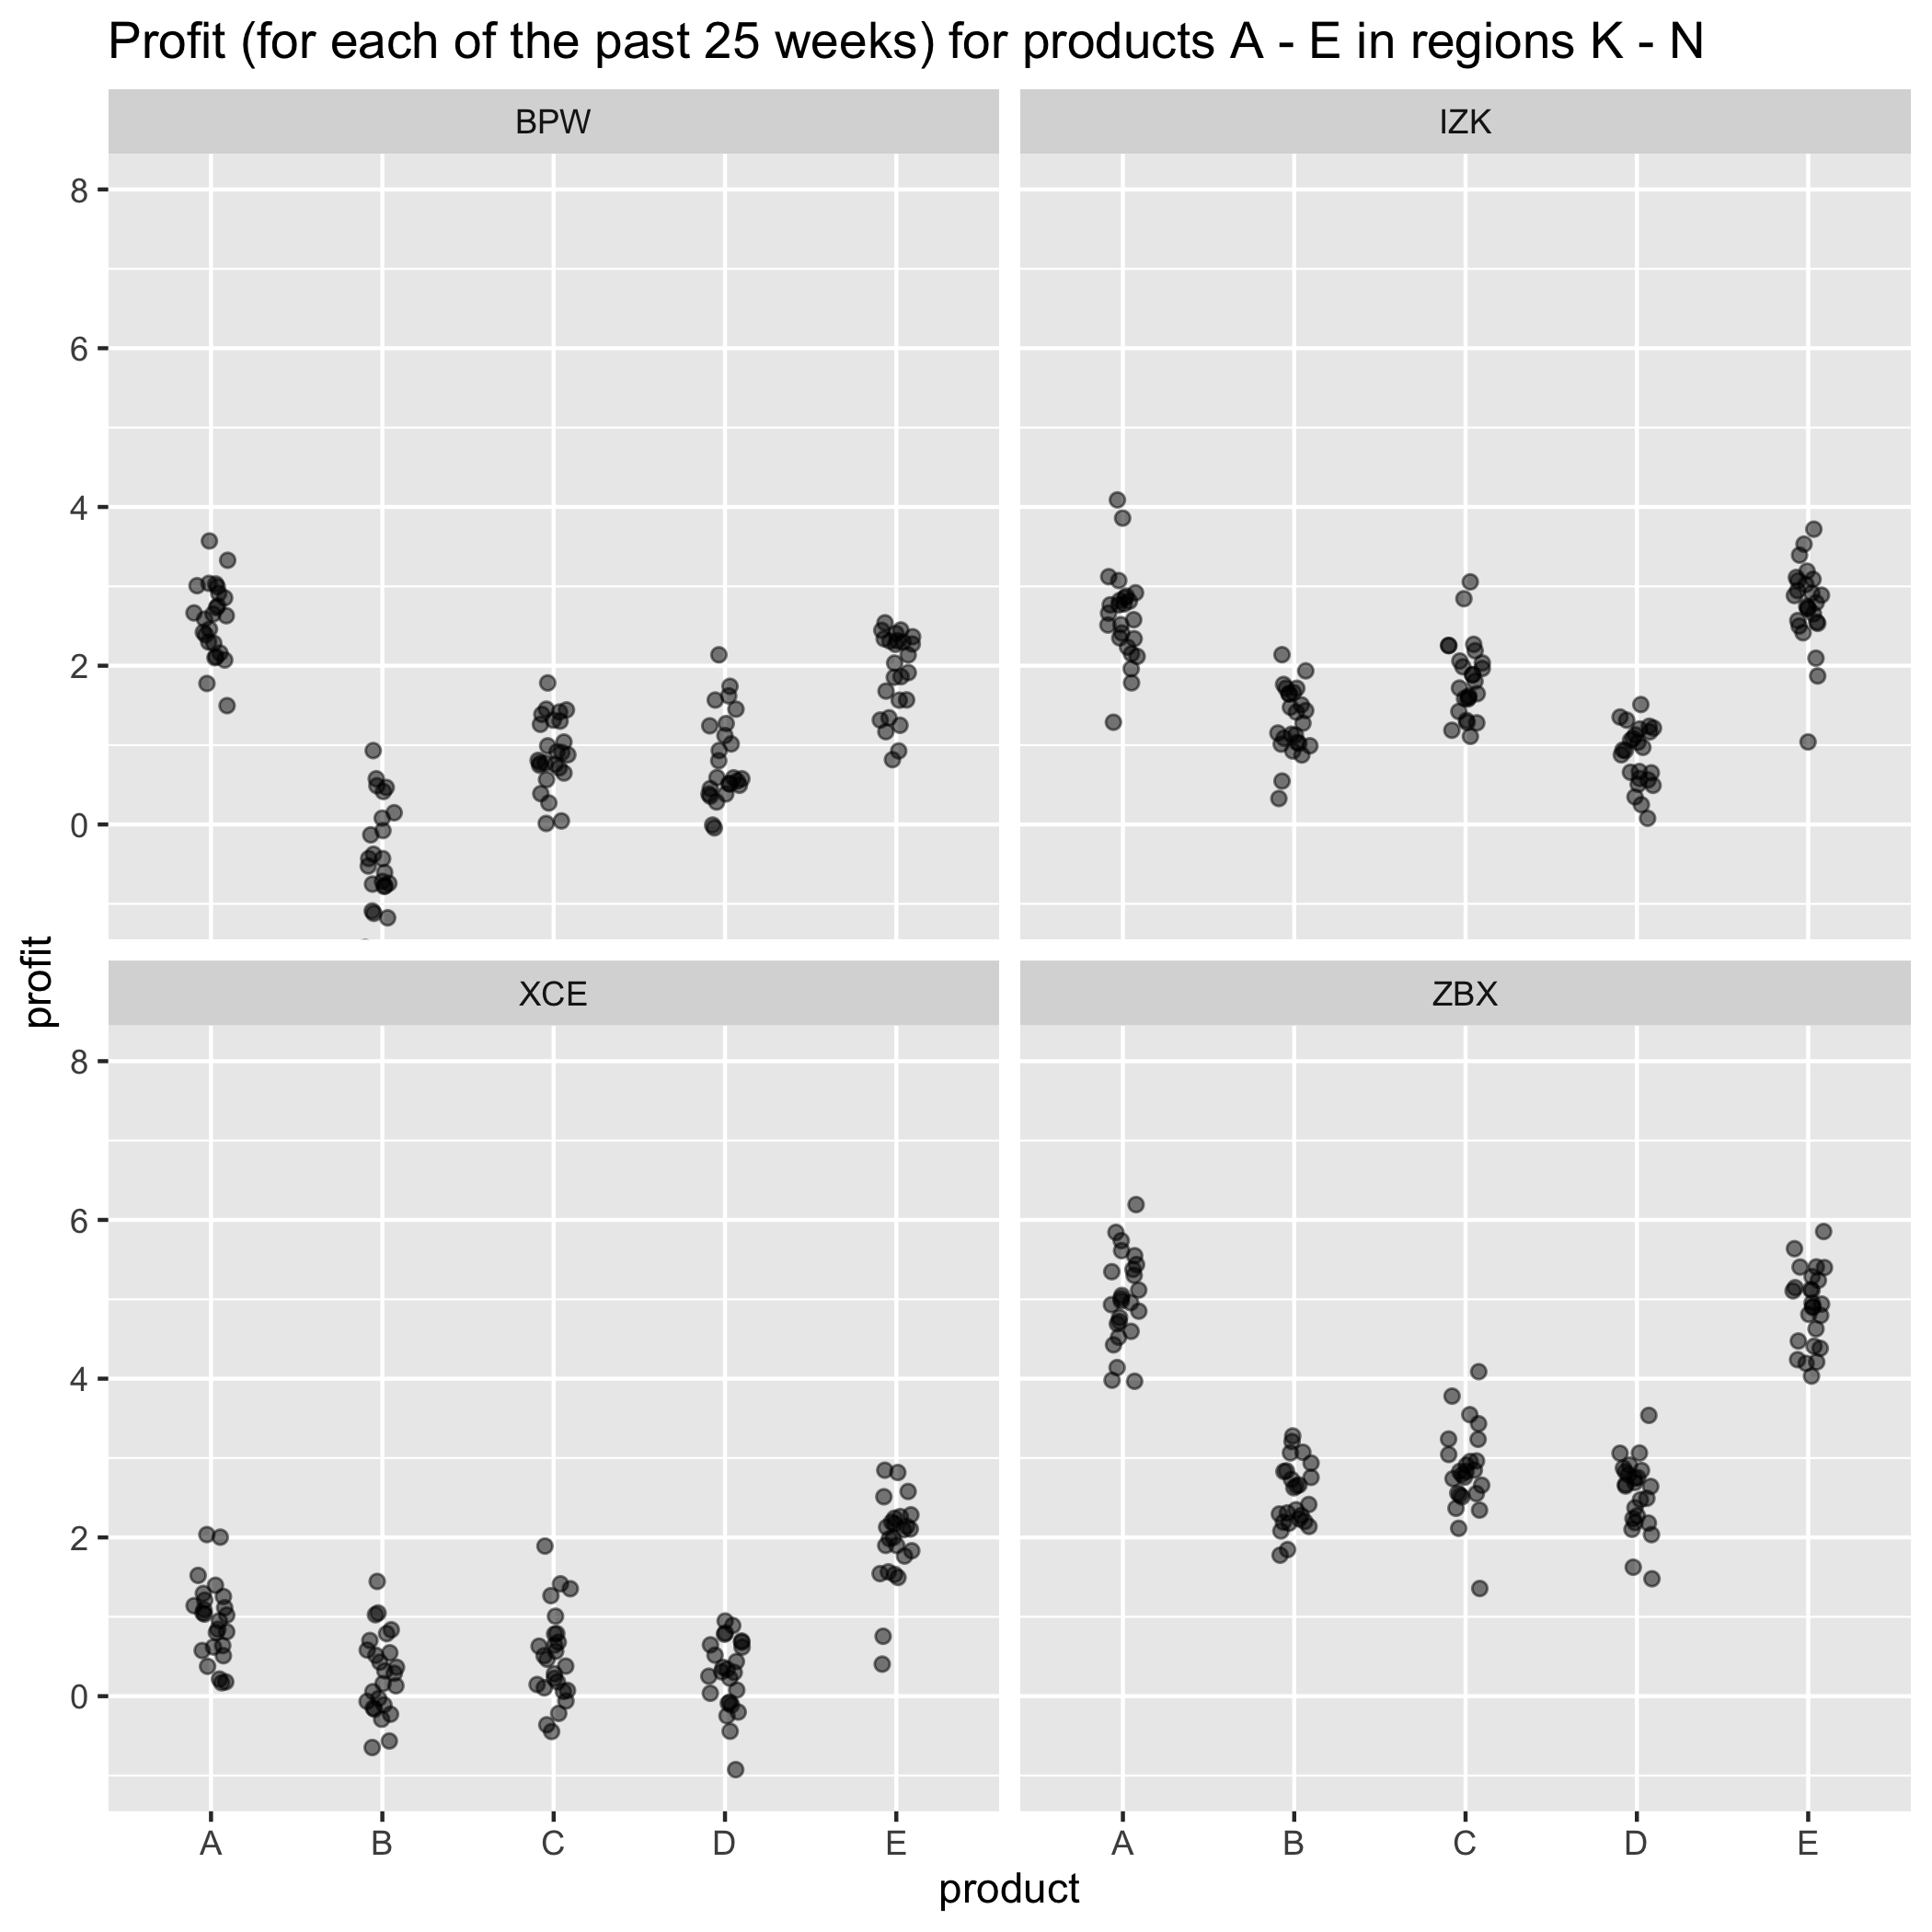 Profit (for each of the past 25 weeks) for products A - E in regions K - N
BPW
IZK
8
6
4
2
0
profit
XCE
ZBX
8
6
4
2
0
A B C D E
A B C D E
product